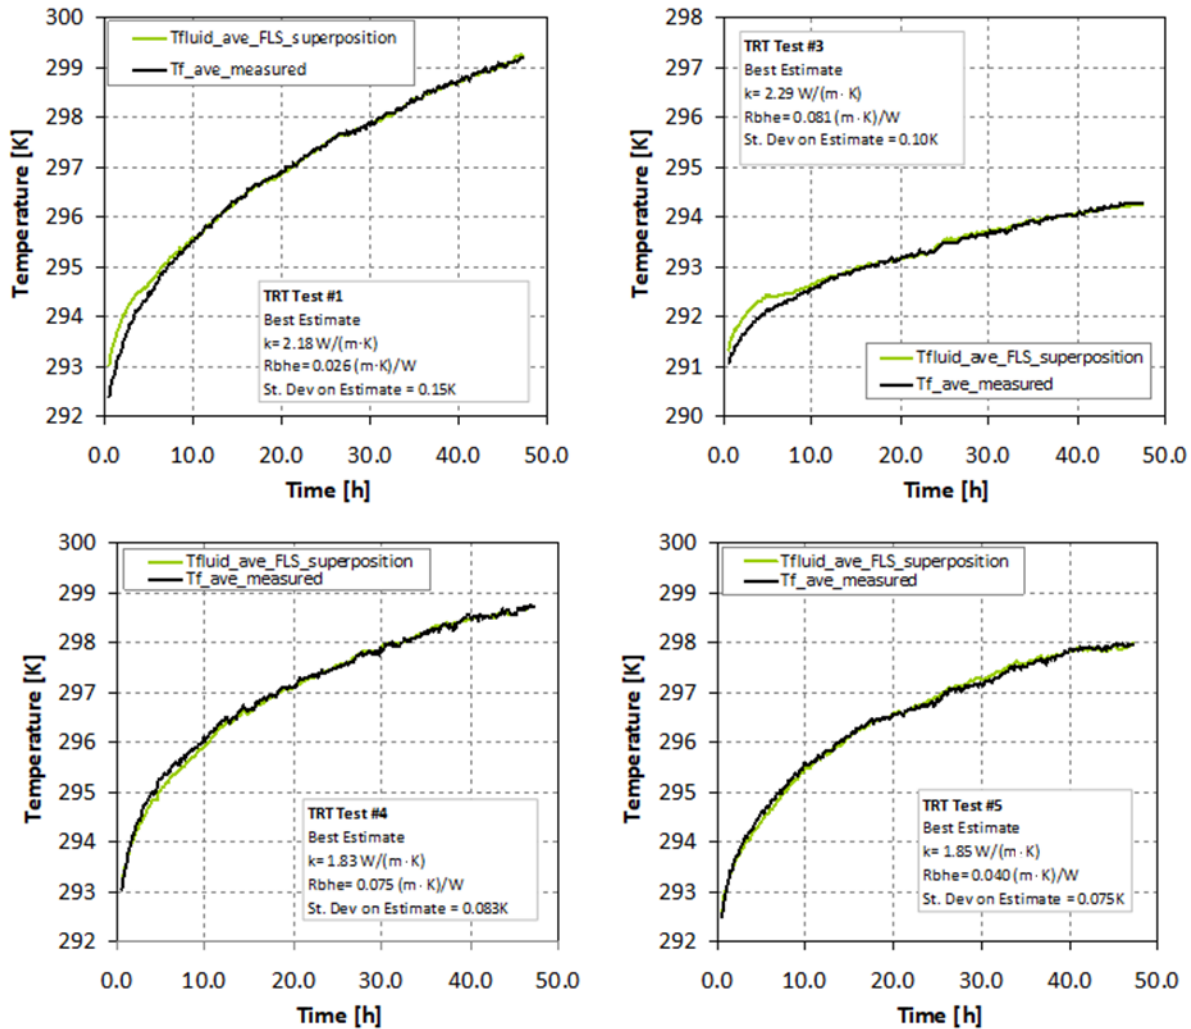 300
299
298
297
296
295
294
293
292
Temperature [K]
Tfluid_ave_FLS_superposition
Tf_ave_measured
TRT Test #1
Best Estimate
k= 2.18 W/(m·K)
Rbhe= 0.026 (m·K)/W
St. Dev on Estimate = 0.15K
0.0 10.0 20.0 30.0 40.0 50.0
Time [h]
298
297
296
295
294
293
292
291
290
Temperature [K]
TRT Test #3
Best Estimate
k= 2.29 W/(m · K)
Rbhe= 0.081 (m · K)/W
St. Dev on Estimate = 0.10K
Tfluid_ave_FLS_superposition
Tf_ave_measured
0.0 10.0 20.0 30.0 40.0 50.0
Time [h]
300
299
298
297
296
295
294
293
292
Temperature [K]
Tfluid_ave_FLS_superposition
Tf_ave_measured
TRT Test #4
Best Estimate
k= 1.83 W/(m · K)
Rbhe= 0.075 (m · K)/W
St. Dev on Estimate = 0.083K
0.0 10.0 20.0 30.0 40.0 50.0
Time [h]
300
299
298
297
296
295
294
293
292
Temperature [K]
Tfluid_ave_FLS_superposition
Tf_ave_measured
TRT Test #5
Best Estimate
k= 1.85 W/(m · K)
Rbhe= 0.040 (m · K)/W
St. Dev on Estimate = 0.075K
0.0 10.0 20.0 30.0 40.0 50.0
Time [h]